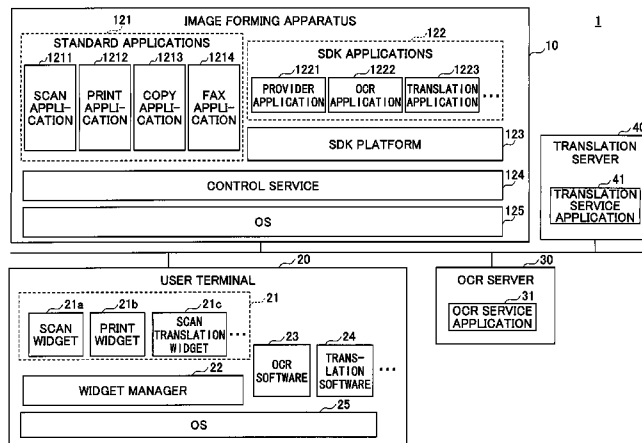 IMAGE FORMING APPARATUS
1
121
STANDARD APPLICATIONS
1211
1212
1213
1214
SCAN
APPLI-
CATION
PRINT
APPLI-
CATION
COPY
APPLI-
CATION
FAX
APPLI-
CATION
122
SDK APPLICATIONS
1221
1222
1223
PROVIDER
APPLICATION
OCR
APPLICATION
TRANSLATION
APPLICATION
...
10
SDK PLATFORM
123
CONTROL SERVICE
124
OS
125
40
TRANSLATION
SERVER
41
TRANSLATION
SERVICE
APPLICATION
20
USER TERMINAL
21
21a
21b
21c
SCAN
WIDGET
PRINT
WIDGET
SCAN
TRANSLATION
WIDGET
...
22
WIDGET MANAGER
23
OCR
SOFTWARE
24
TRANS-
LATION
SOFTWARE
...
25
OS
30
OCR SERVER
31
OCR SERVICE
APPLICATION